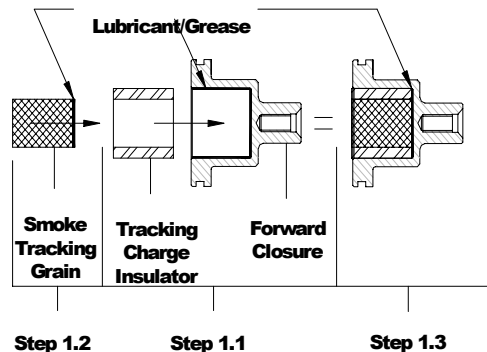 Lubricant/Grease
Smoke
Tracking
Grain
Tracking
Charge
Insulator
Forward
Closure
Step 1.2
Step 1.1
Step 1.3